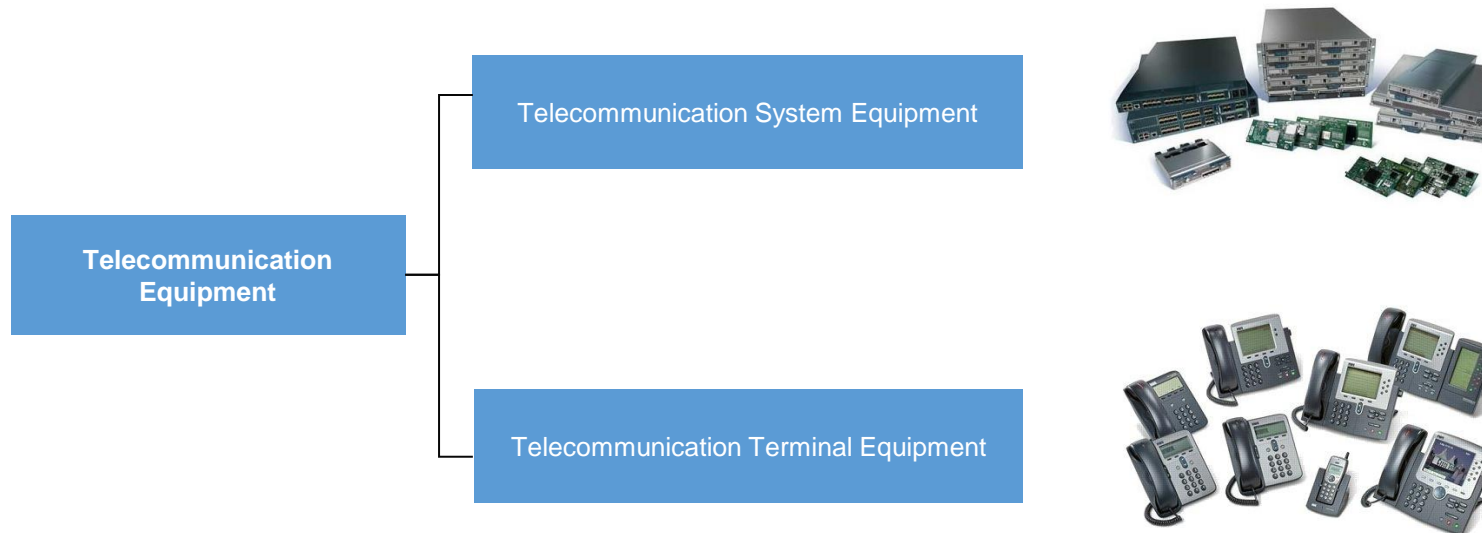 Telecommunication System Equipment
Telecommunication
Equipment
Telecommunication Terminal Equipment